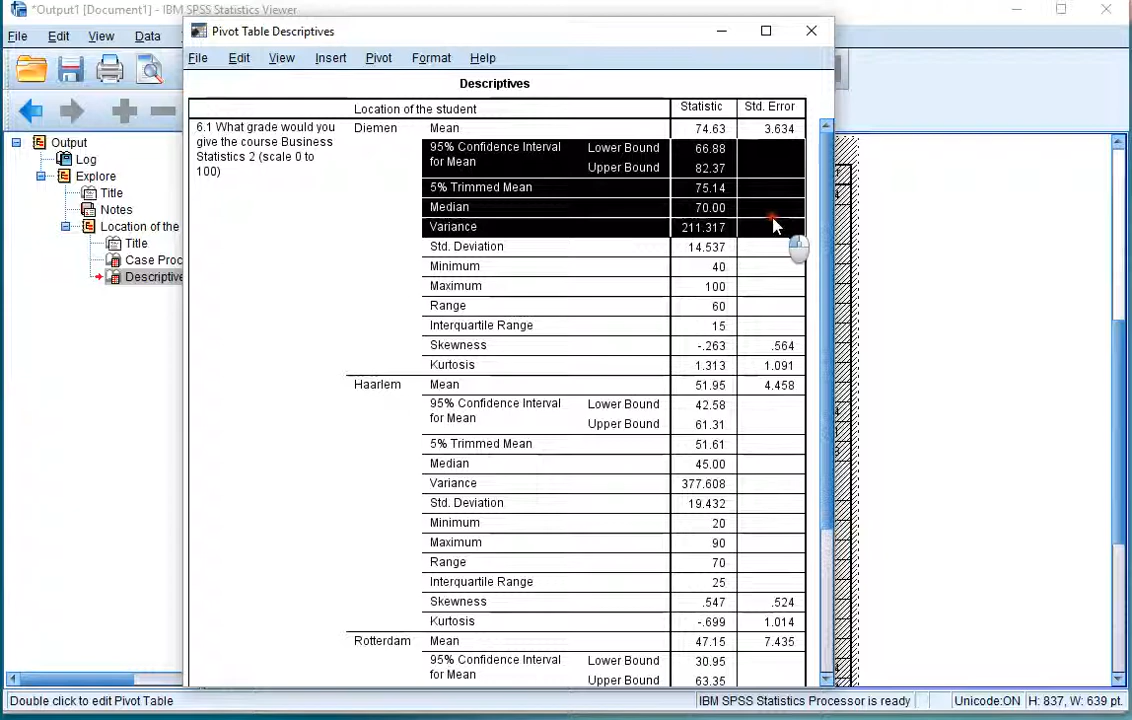 *Output1 [Document1] - IBM SPSS Statistics Viewer
File Edit View Data
Pivot Table Descriptives
File Edit View Insert Pivot Format Help
Output
Log
Explore
Title
Notes
Location of the
Title
Case Proc
Descriptive
Descriptives
Location of the student Statistic Std. Error
6.1 What grade would you
give the course Business
Statistics 2 (scale 0 to
100)
Diemen Mean 74.63 3.634
95% Confidence Interval
for Mean
Lower Bound 66.88
Upper Bound 82.37
5% Trimmed Mean 75.14
Median 70.00
Variance 211.317
Std. Deviation 14.537
Minimum 40
Maximum 100
Range 60
Interquartile Range 15
Skewness -.263 .564
Kurtosis 1.313 1.091
Haarlem Mean 51.95 4.458
95% Confidence Interval
for Mean
Lower Bound 42.58
Upper Bound 61.31
5% Trimmed Mean 51.61
Median 45.00
Variance 377.608
Std. Deviation 19.432
Minimum 20
Maximum 90
Range 70
Interquartile Range 25
Skewness .547 .524
Kurtosis -.699 1.014
Rotterdam Mean 47.15 7.435
95% Confidence Interval
for Mean
Lower Bound 30.95
Upper Bound 63.35
Double click to edit Pivot Table
IBM SPSS Statistics Processor is ready
Unicode:ON
H: 837, W: 639 pt.